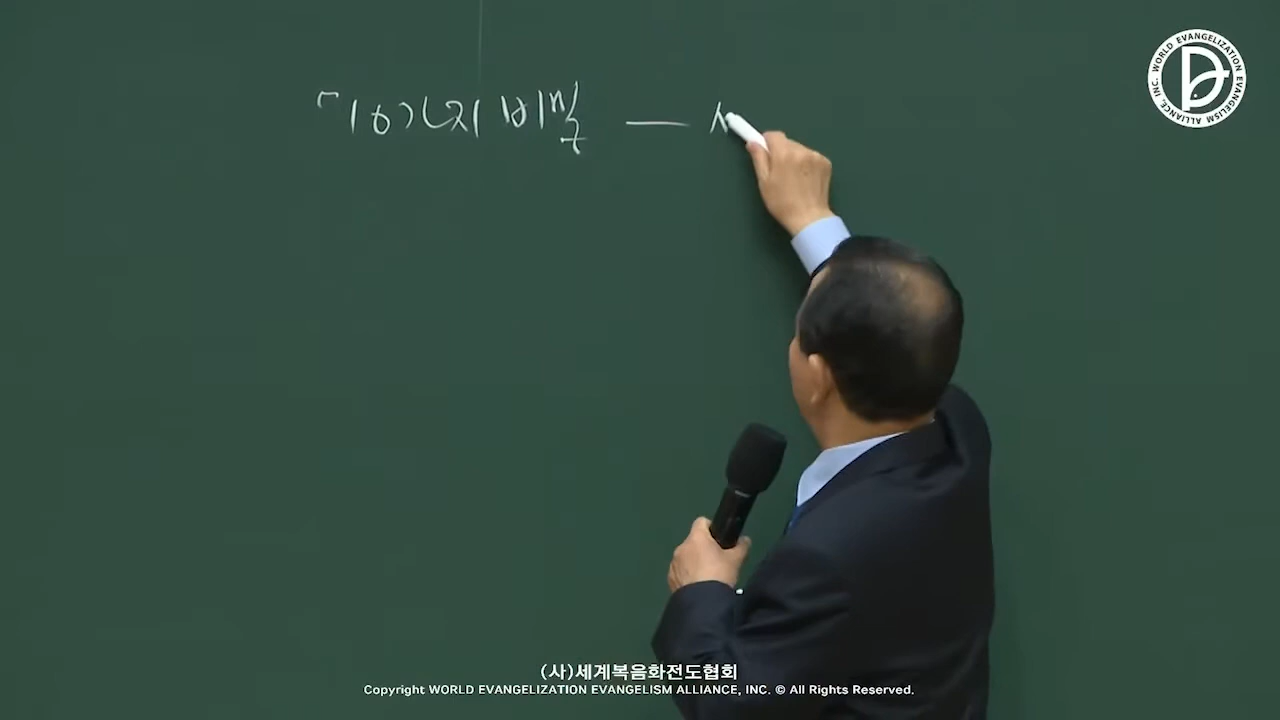 「10가지 비밀 — 시
WORLD EVANGELIZATION EVANGELISM ALLIANCE, INC.
(사)세계복음화전도협회
Copyright WORLD EVANGELIZATION EVANGELISM ALLIANCE, INC. © All Rights Reserved.